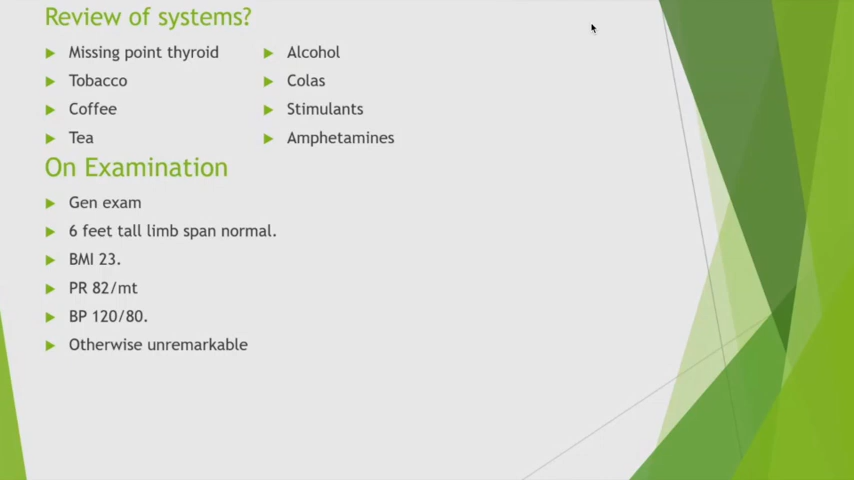 Review of systems?
Missing point thyroid
Tobacco
Coffee
Tea
Alcohol
Colas
Stimulants
Amphetamines
On Examination
Gen exam
6 feet tall limb span normal.
BMI 23.
PR 82/mt
BP 120/80.
Otherwise unremarkable